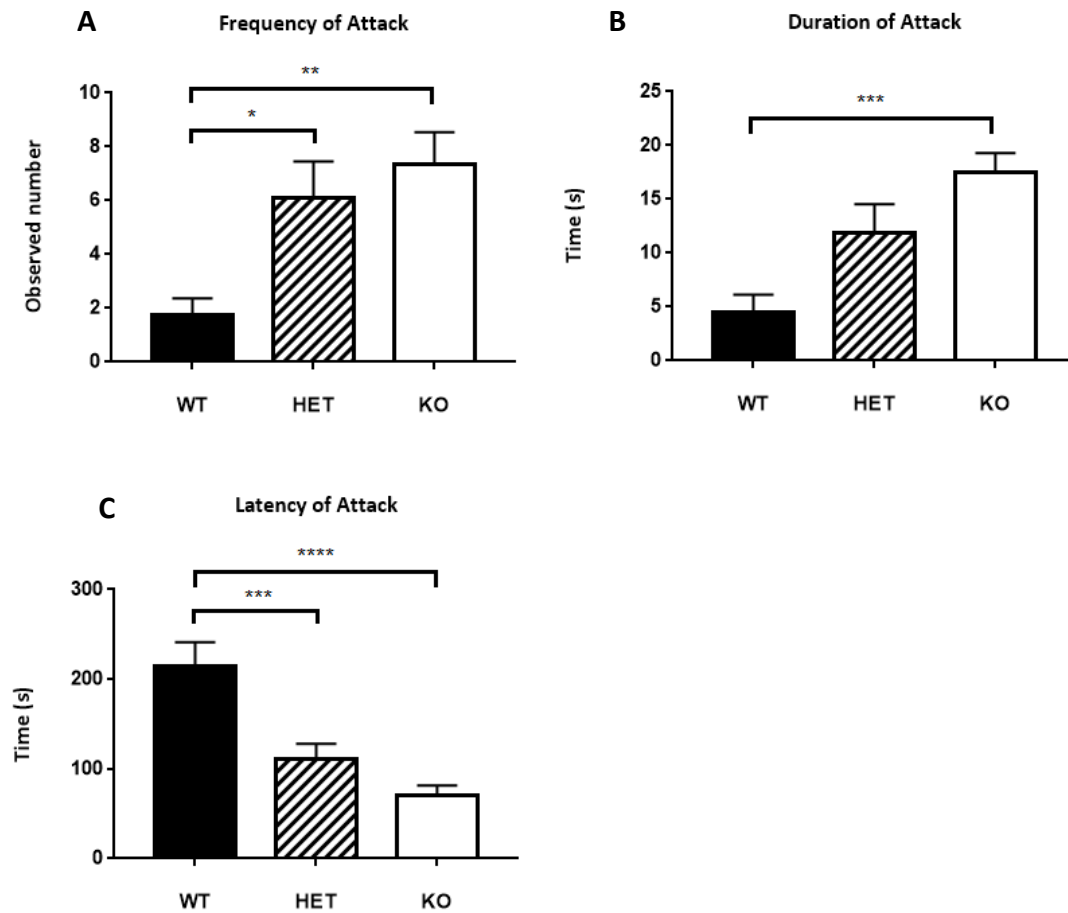 A
Frequency of Attack
Observed number
10
8
6
4
2
0
**
*
WT HET KO
B
Duration of Attack
Time (s)
25
20
15
10
5
0
***
WT HET KO
C
Latency of Attack
Time (s)
300
200
100
0
****
***
WT HET KO